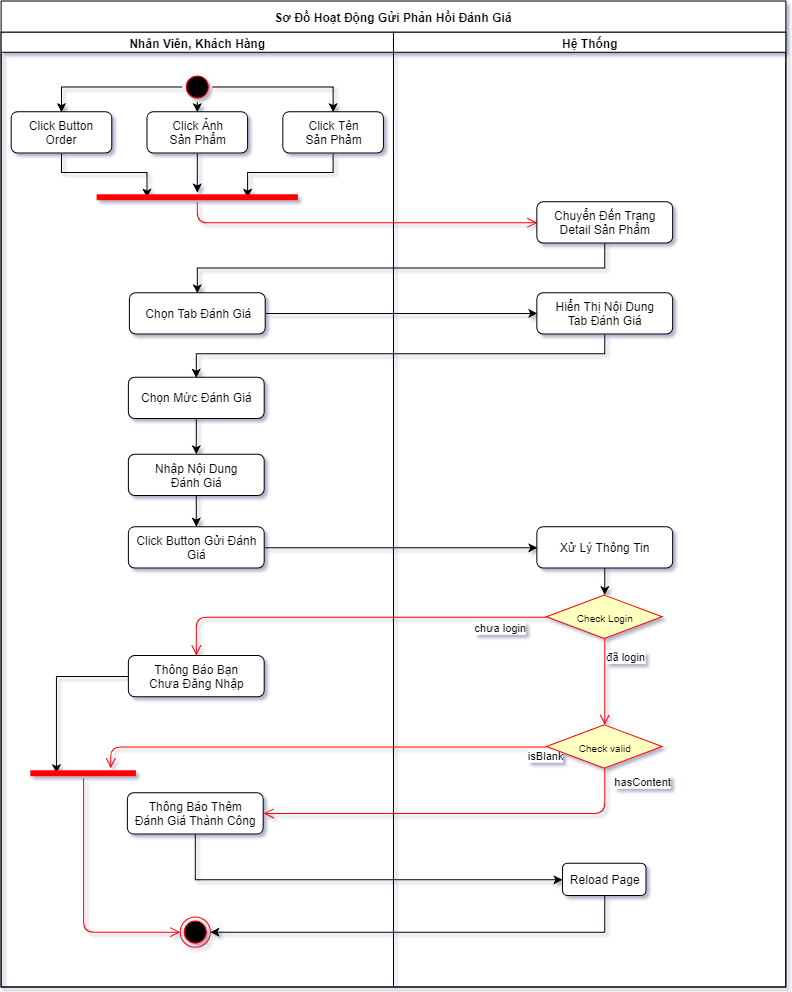 Sơ Đồ Hoạt Động Gửi Phản Hồi Đánh Giá
Nhân Viên, Khách Hàng
Hệ Thống
Click Button
Order
Click Ảnh
Sản Phẩm
Click Tên
Sản Phẩm
Chuyển Đến Trang
Detail Sản Phẩm
Chọn Tab Đánh Giá
Hiển Thị Nội Dung
Tab Đánh Giá
Chọn Mức Đánh Giá
Nhập Nội Dung
Đánh Giá
Click Button Gửi Đánh
Giá
Xử Lý Thông Tin
Check Login
chưa login
đã login
Thông Báo Bạn
Chưa Đăng Nhập
Check valid
isBlank
hasContent
Thông Báo Thêm
Đánh Giá Thành Công
Reload Page